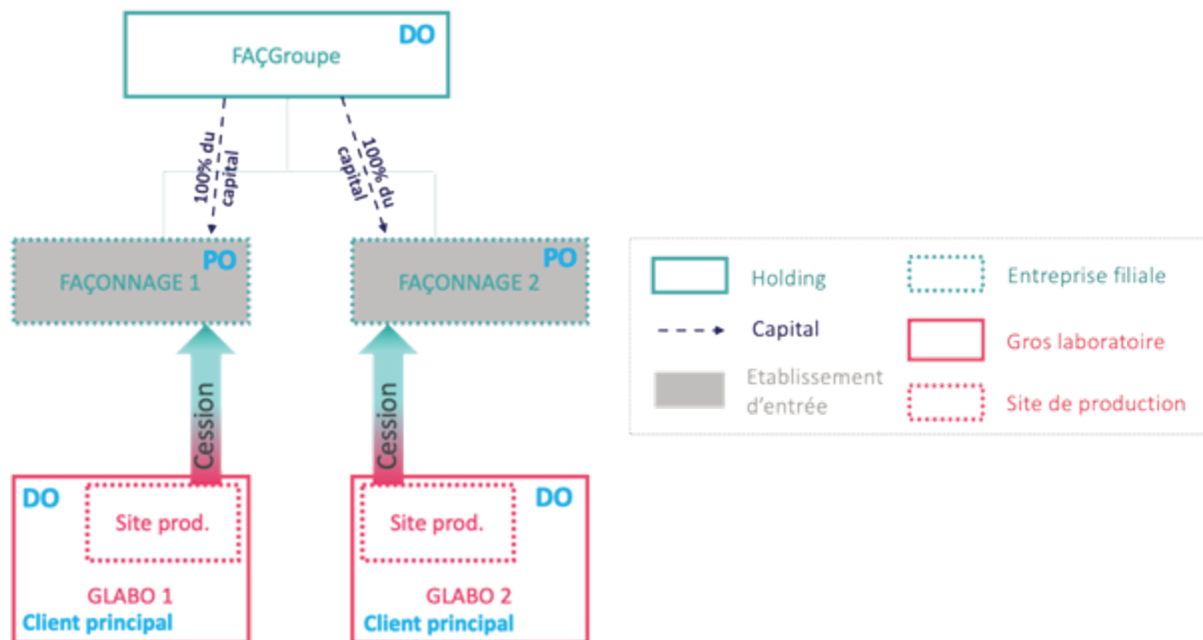 DO
FAÇGroupe
100% du
capital
100% du
capital
PO
FAÇONNAGE 1
PO
FAÇONNAGE 2
Holding
Entreprise filiale
Capital
Gros laboratoire
Etablissement
d'entrée
Site de production
Cession
Cession
DO
Site prod.
GLABO 1
Client principal
DO
Site prod.
GLABO 2
Client principal